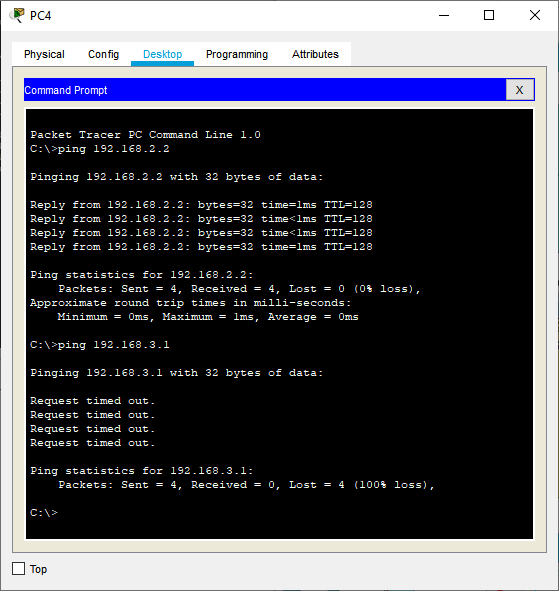 PC4
Physical Config Desktop Programming Attributes
Command Prompt X
Packet Tracer PC Command Line 1.0
C:\>ping 192.168.2.2
Pinging 192.168.2.2 with 32 bytes of data:
Reply from 192.168.2.2: bytes=32 time=1ms TTL=128
Reply from 192.168.2.2: bytes=32 time<1ms TTL=128
Reply from 192.168.2.2: bytes=32 time<1ms TTL=128
Reply from 192.168.2.2: bytes=32 time=1ms TTL=128
Ping statistics for 192.168.2.2:
Packets: Sent = 4, Received = 4, Lost = 0 (0% loss),
Approximate round trip times in milli-seconds:
Minimum = 0ms, Maximum = 1ms, Average = 0ms
C:\>ping 192.168.3.1
Pinging 192.168.3.1 with 32 bytes of data:
Request timed out.
Request timed out.
Request timed out.
Request timed out.
Ping statistics for 192.168.3.1:
Packets: Sent = 4, Received = 0, Lost = 4 (100% loss),
C:\>
Top